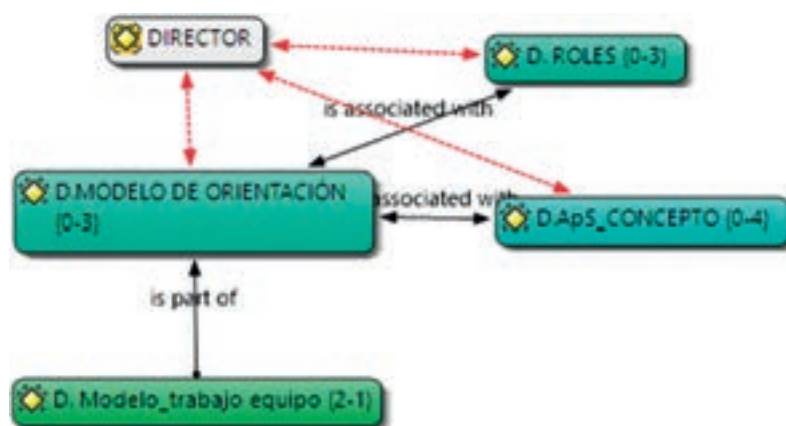 DIRECTOR
D. ROLES {0-3}
is associated with
D.MODELO DE ORIENTACIÓN
{0-3}
associated with
D.ApS_CONCEPTO {0-4}
is part of
D. Modelo_trabajo equipo {2-1}